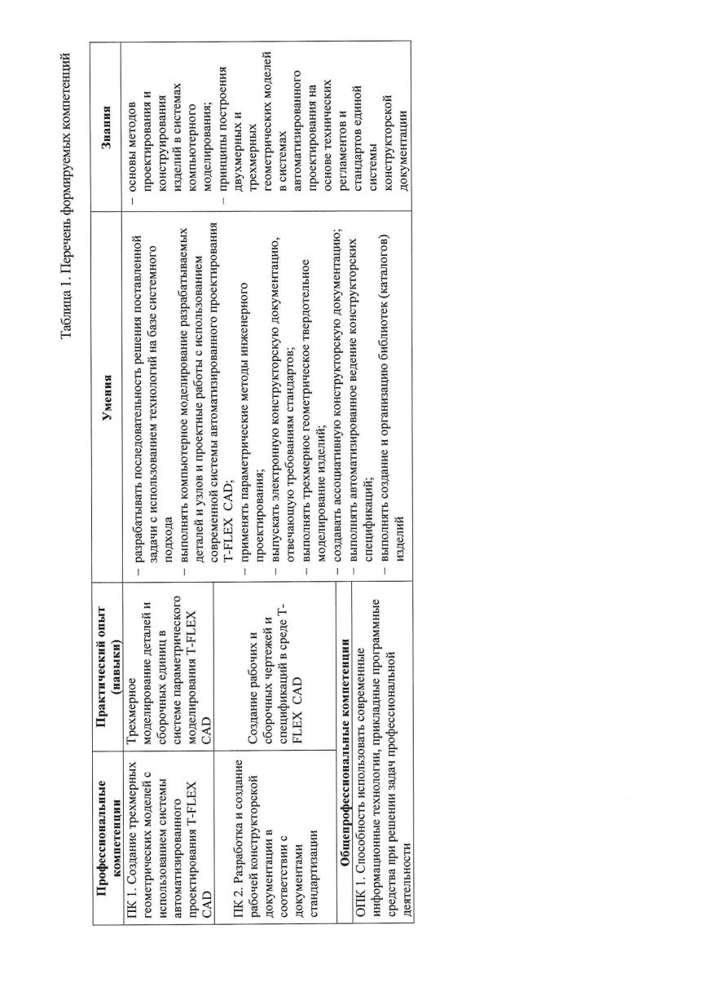 Таблица 1. Перечень формируемых компетенций
Профессиональные
компетенции
Практический опыт
(навыки)
Умения
Знания
ПК 1. Создание трехмерных
геометрических моделей с
использованием системы
автоматизированного
проектирования T-FLEX
CAD
Трехмерное
моделирование деталей и
сборочных единиц в
системе параметрического
моделирования T-FLEX
CAD
ПК 2. Разработка и создание
рабочей конструкторской
документации в
соответствии с
документами
стандартизации
Создание рабочих и
сборочных чертежей и
спецификаций в среде T-
FLEX CAD
Общепрофессиональные компетенции
ОПК 1. Способность использовать современные
информационные технологии, прикладные программные
средства при решении задач профессиональной
деятельности
– разрабатывать последовательность решения поставленной
задачи с использованием технологий на базе системного
подхода
– выполнять компьютерное моделирование разрабатываемых
деталей и узлов и проектные работы с использованием
современной системы автоматизированного проектирования
T-FLEX CAD;
– применять параметрические методы инженерного
проектирования;
– выпускать электронную конструкторскую документацию,
отвечающую требованиям стандартов;
– выполнять трехмерное геометрическое твердотельное
моделирование изделий;
– создавать ассоциативную конструкторскую документацию;
– выполнять автоматизированное ведение конструкторских
спецификаций;
– выполнять создание и организацию библиотек (каталогов)
изделий
– основы методов
проектирования и
конструирования
изделий в системах
компьютерного
моделирования;
– принципы построения
двухмерных и
трехмерных
геометрических моделей
в системах
автоматизированного
проектирования на
основе технических
регламентов и
стандартов единой
системы
конструкторской
документации